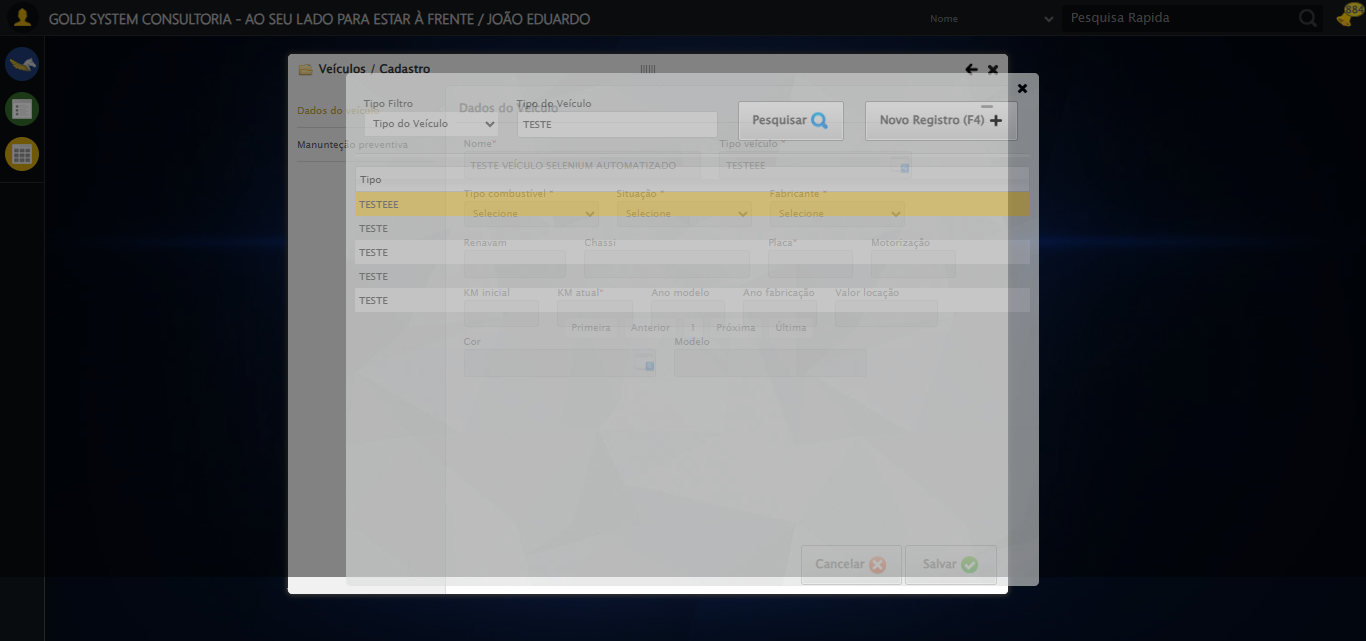 GOLD SYSTEM CONSULTORIA - AO SEU LADO PARA ESTAR À FRENTE / JOÃO EDUARDO
Nome
Pesquisa Rapida
884
Veículos / Cadastro
Dados do veículo
Manunteção preventiva
Tipo Filtro
Tipo do Veículo
Tipo do Veículo
TESTE
Pesquisar
Novo Registro (F4)
Dados do Veículo
Nome*
Tipo veículo *
TESTE VEÍCULO SELENIUM AUTOMATIZADO
TESTEEE
Tipo
TESTEEE
TESTE
TESTE
TESTE
TESTE
Tipo combustível *
Situação *
Fabricante *
Selecione
Selecione
Selecione
Renavam
Chassi
Placa*
Motorização
KM inicial
KM atual*
Ano modelo
Ano fabricação
Valor locação
Primeira
Anterior
1
Próxima
Última
Cor
Modelo
Cancelar
Salvar